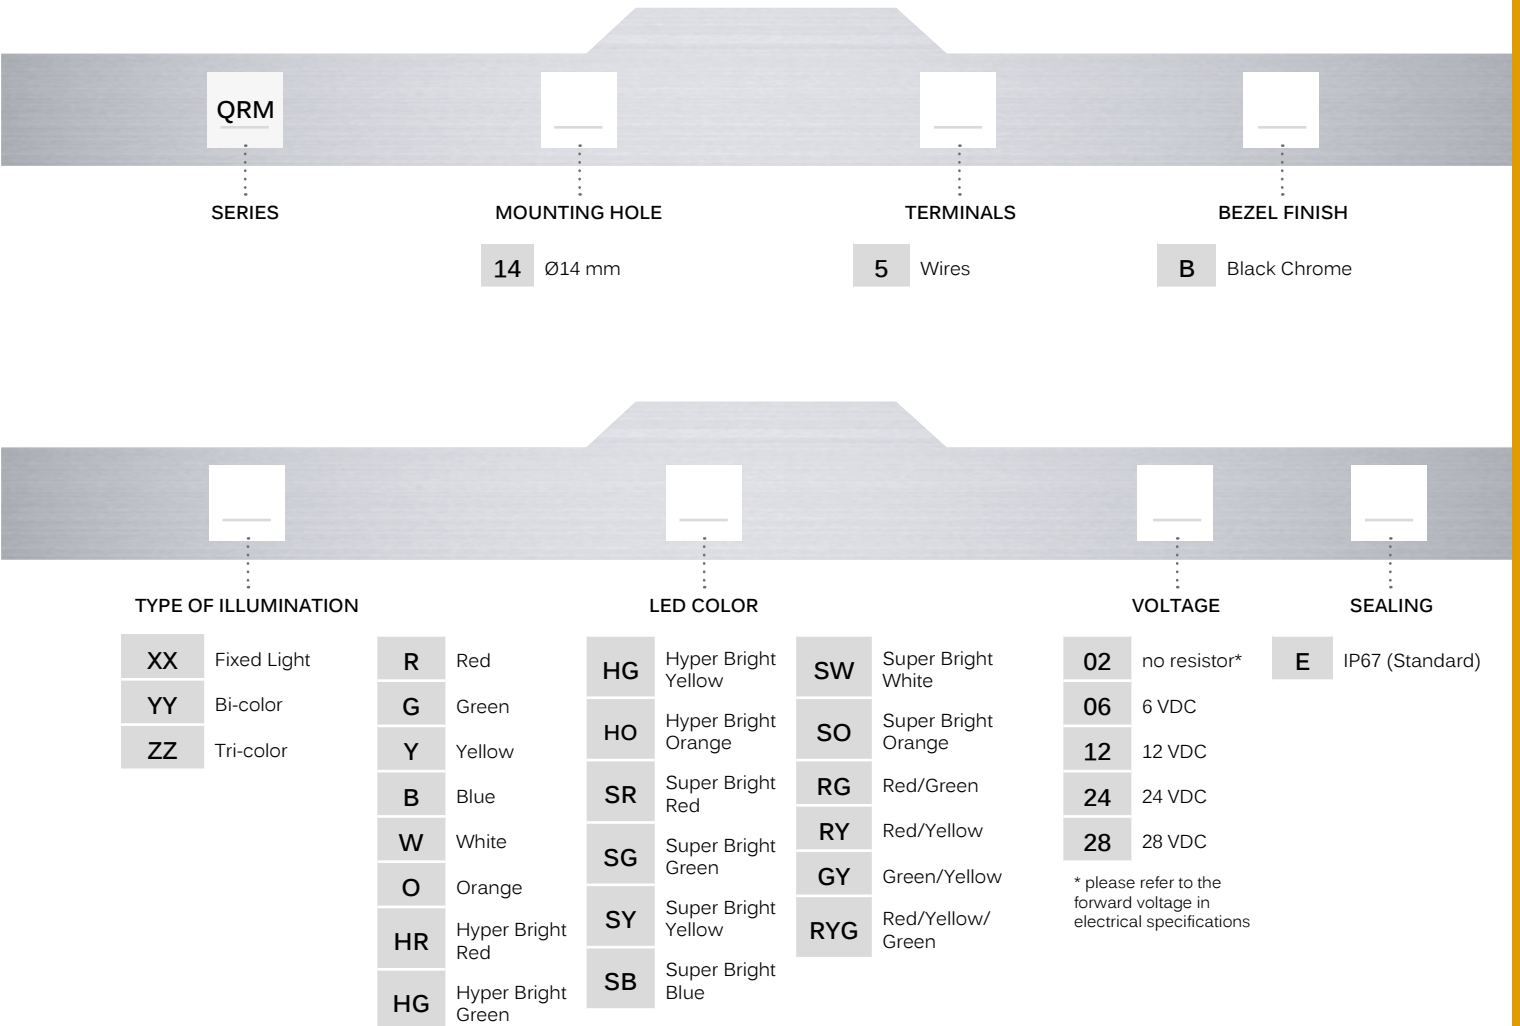 QRM
SERIES
MOUNTING HOLE
TERMINALS
BEZEL FINISH
14 Ø14 mm
5 Wires
B Black Chrome
TYPE OF ILLUMINATION
LED COLOR
VOLTAGE
SEALING
XX Fixed Light
YY Bi-color
ZZ Tri-color
R Red
G Green
Y Yellow
B Blue
W White
O Orange
HR Hyper Bright
Red
HG Hyper Bright
Green
HG Hyper Bright
Yellow
HO Hyper Bright
Orange
SR Super Bright
Red
SG Super Bright
Green
SY Super Bright
Yellow
SB Super Bright
Blue
SW Super Bright
White
SO Super Bright
Orange
RG Red/Green
RY Red/Yellow
GY Green/Yellow
RYG Red/Yellow/
Green
02 no resistor*
06 6 VDC
12 12 VDC
24 24 VDC
28 28 VDC
* please refer to the
forward voltage in
electrical specifications
E IP67 (Standard)